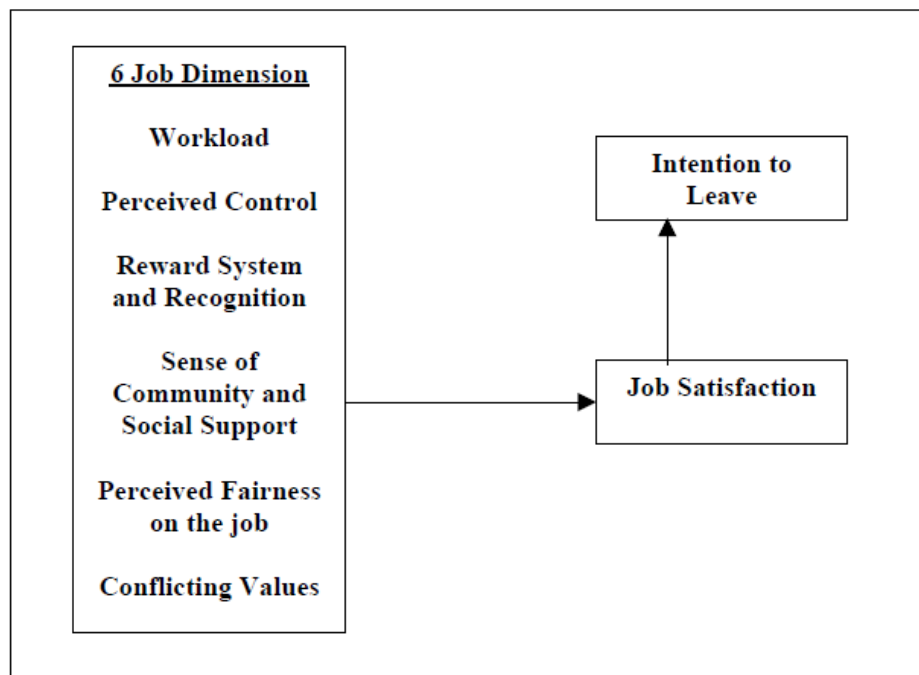 6 Job Dimension
Workload
Perceived Control
Reward System
and Recognition
Sense of
Community and
Social Support
Perceived Fairness
on the job
Conflicting Values
Intention to
Leave
Job Satisfaction